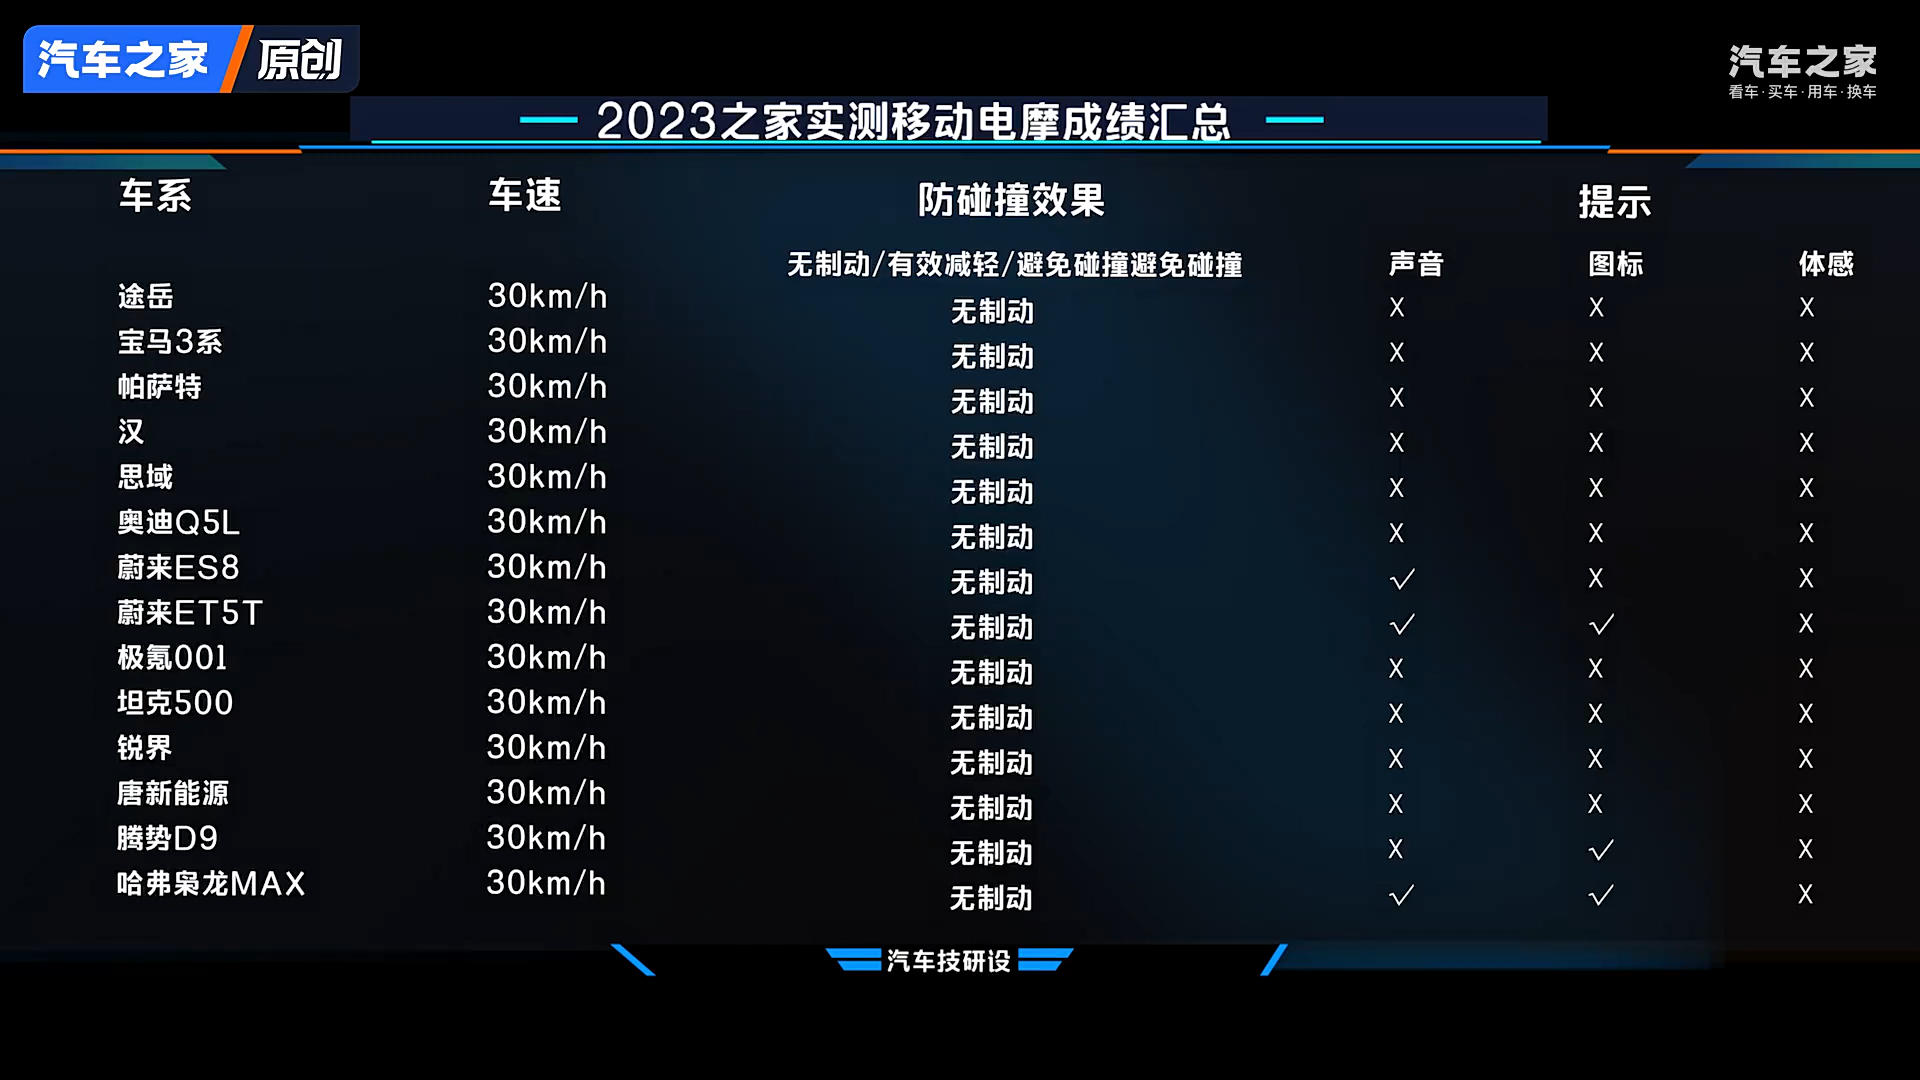 汽车之家 原创
汽车之家
看车·买车·用车·换车
2023之家实测移动电摩成绩汇总
车系 车速 防碰撞效果 提示
无制动/有效减轻/避免碰撞避免碰撞 声音 图标 体感
途岳 30km/h 无制动 X X X
宝马3系 30km/h 无制动 X X X
帕萨特 30km/h 无制动 X X X
汉 30km/h 无制动 X X X
思域 30km/h 无制动 X X X
奥迪Q5L 30km/h 无制动 X X X
蔚来ES8 30km/h 无制动 √ X X
蔚来ET5T 30km/h 无制动 √ √ X
极氪001 30km/h 无制动 X X X
坦克500 30km/h 无制动 X X X
锐界 30km/h 无制动 X X X
唐新能源 30km/h 无制动 X X X
腾势D9 30km/h 无制动 X √ X
哈弗枭龙MAX 30km/h 无制动 √ √ X
汽车技研设